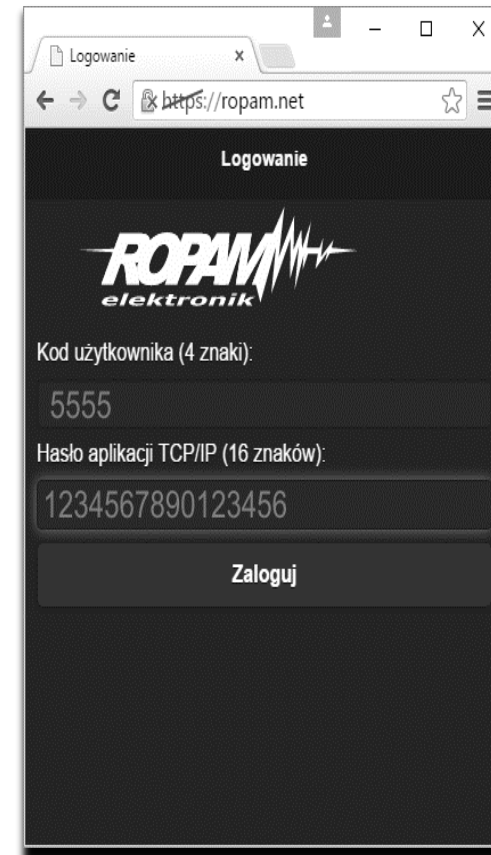 Logowanie
https://ropam.net
Logowanie
ROPAM
elektronik
Kod użytkownika (4 znaki):
5555
Hasło aplikacji TCP/IP (16 znaków):
1234567890123456
Zaloguj